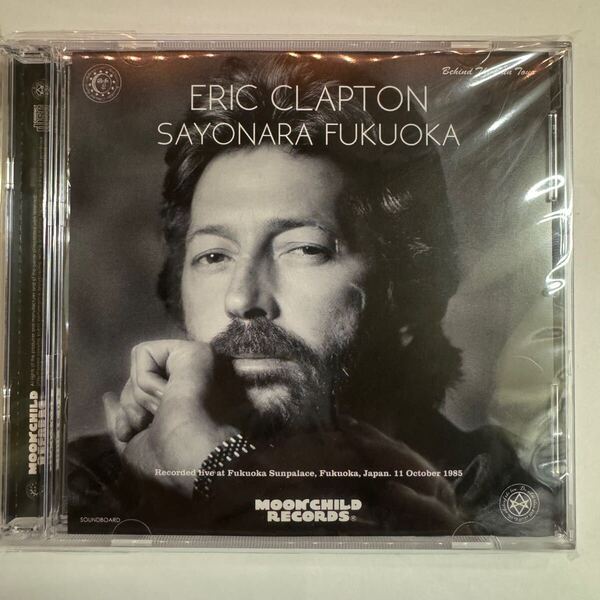 Behind The Sun Tour
ERIC CLAPTON
SAYONARA FUKUOKA
Recorded live at Fukuoka Sunpalace, Fukuoka, Japan. 11 October 1985
MOONCHILD
RECORDS®
SOUNDBOARD
MOONCHILD